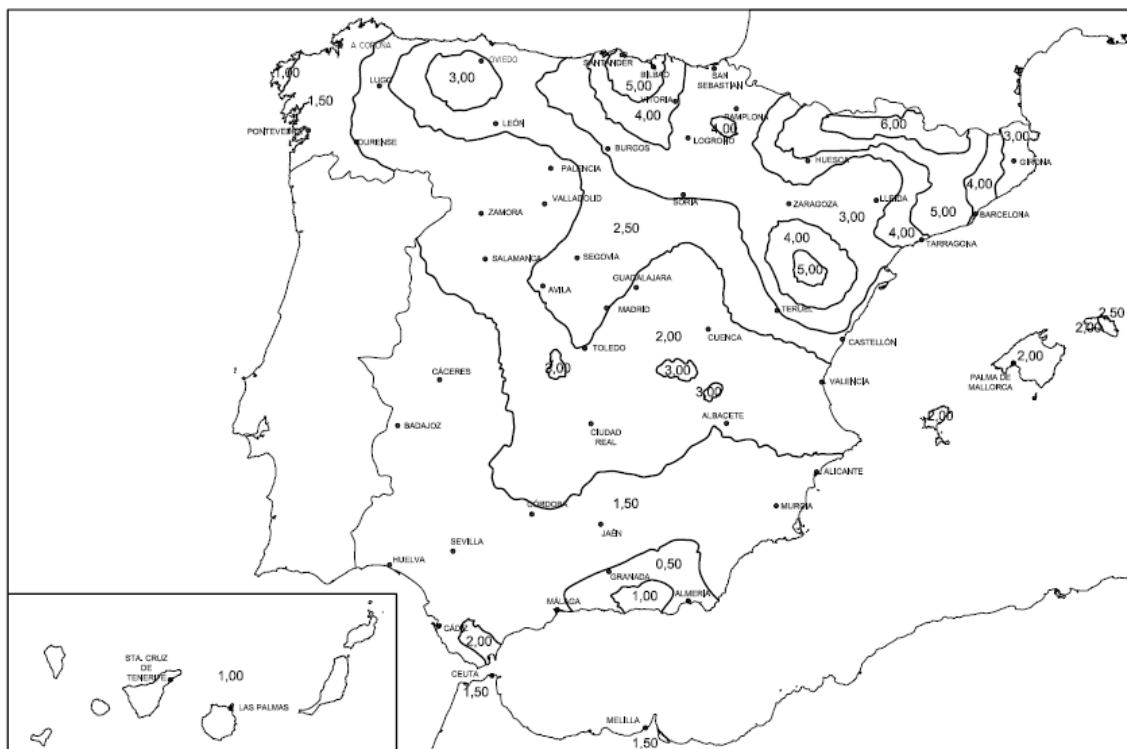 A CORUÑA
OVIEDO
SANTANDER
BILBAO
SAN
SEBASTIAN
1,00
LUGO
3,00
5,00
VITORIA
1,50
4,00
PAMPLONA
4,00
6,00
3,00
PONTEVEDRA
LEÓN
LOGROÑO
OURENSE
BURGOS
HUESCA
GIRONA
PALENCIA
4,00
ZAMORA
VALLADOLID
SORIA
ZARAGOZA
LLEIDA
3,00
5,00
BARCELONA
2,50
4,00
4,00
TARRAGONA
SALAMANCA
SEGOVIA
5,00
AVILA
GUADALAJARA
MADRID
TERUEL
2,50
2,00
TOLEDO
2,00
CUENCA
CASTELLÓN
2,00
3,00
CÁCERES
PALMA DE
MALLORCA
VALENCIA
3,00
2,00
BADAJOZ
CIUDAD
REAL
ALBACETE
ALICANTE
1,50
CÓRDOBA
MURCIA
JAÉN
SEVILLA
HUELVA
0,50
GRANADA
1,00
ALMERÍA
MÁLAGA
CÁDIZ
2,00
CEUTA
1,50
MELILLA
1,50
STA. CRUZ
DE
TENERIFE
1,00
LAS PALMAS